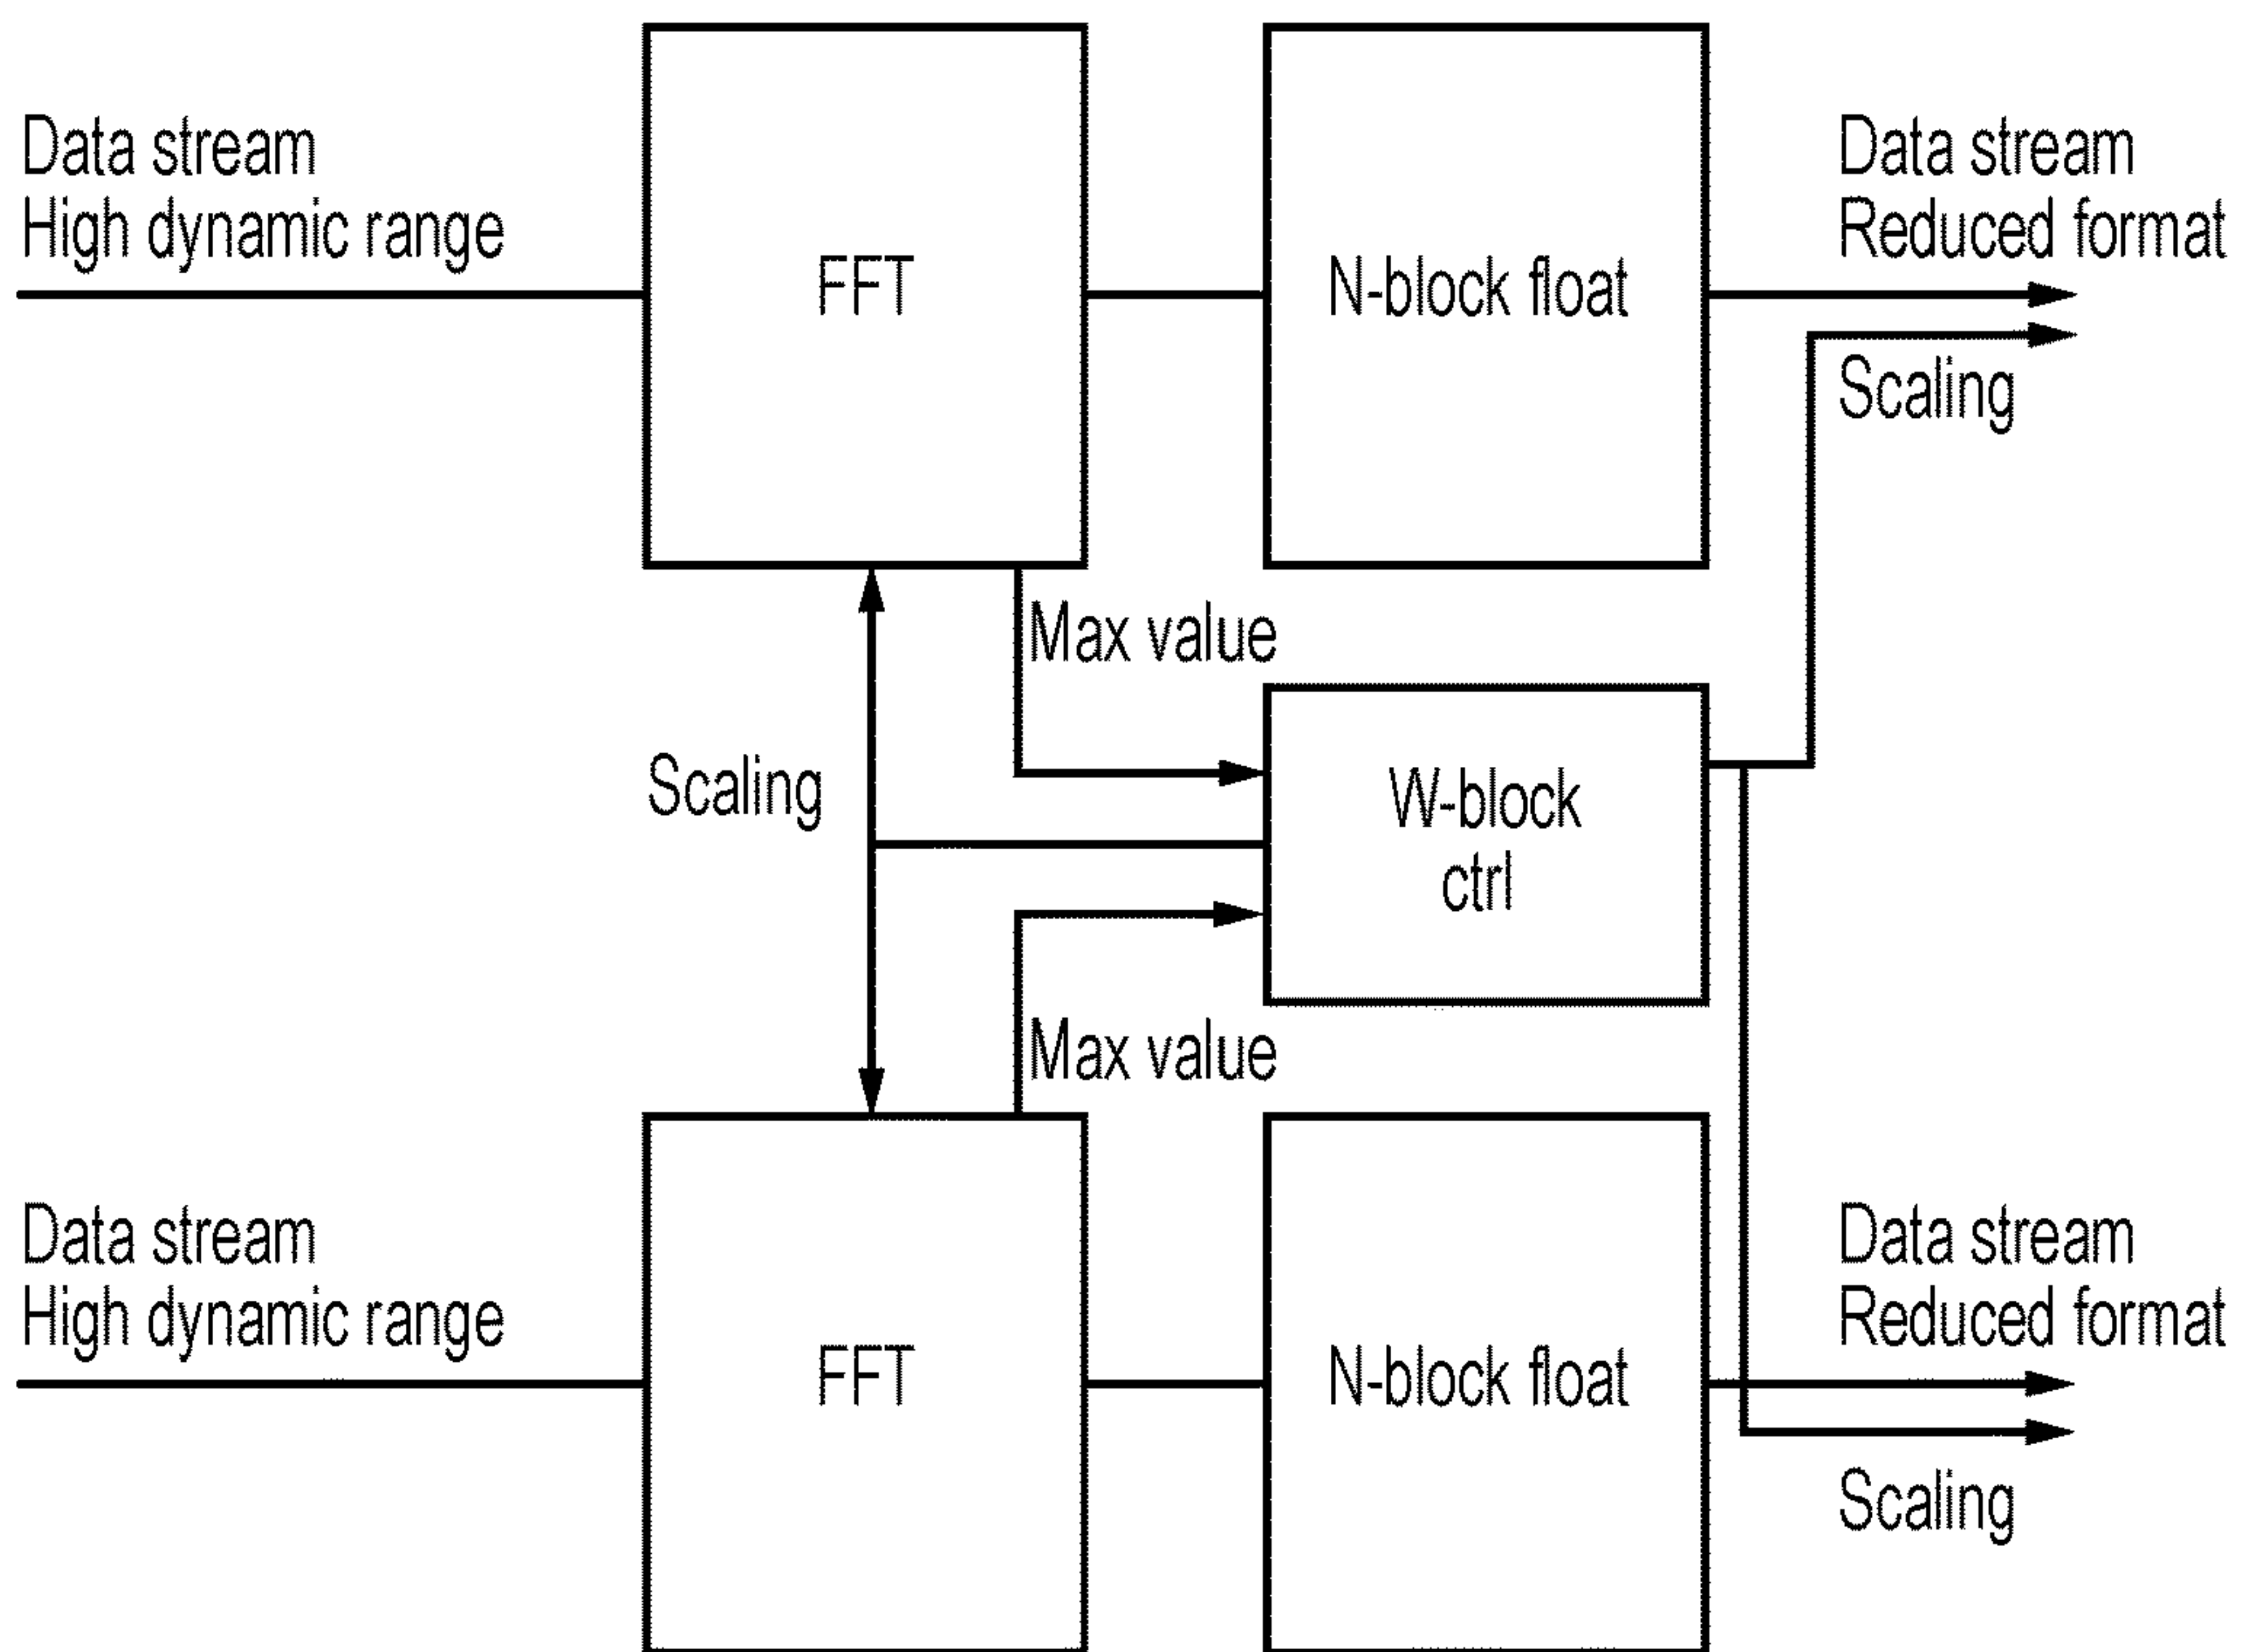 Data stream
High dynamic range
FFT
N-block float
Data stream
Reduced format
Scaling
Max value
Scaling
W-block
ctrl
Max value
Data stream
High dynamic range
FFT
N-block float
Data stream
Reduced format
Scaling